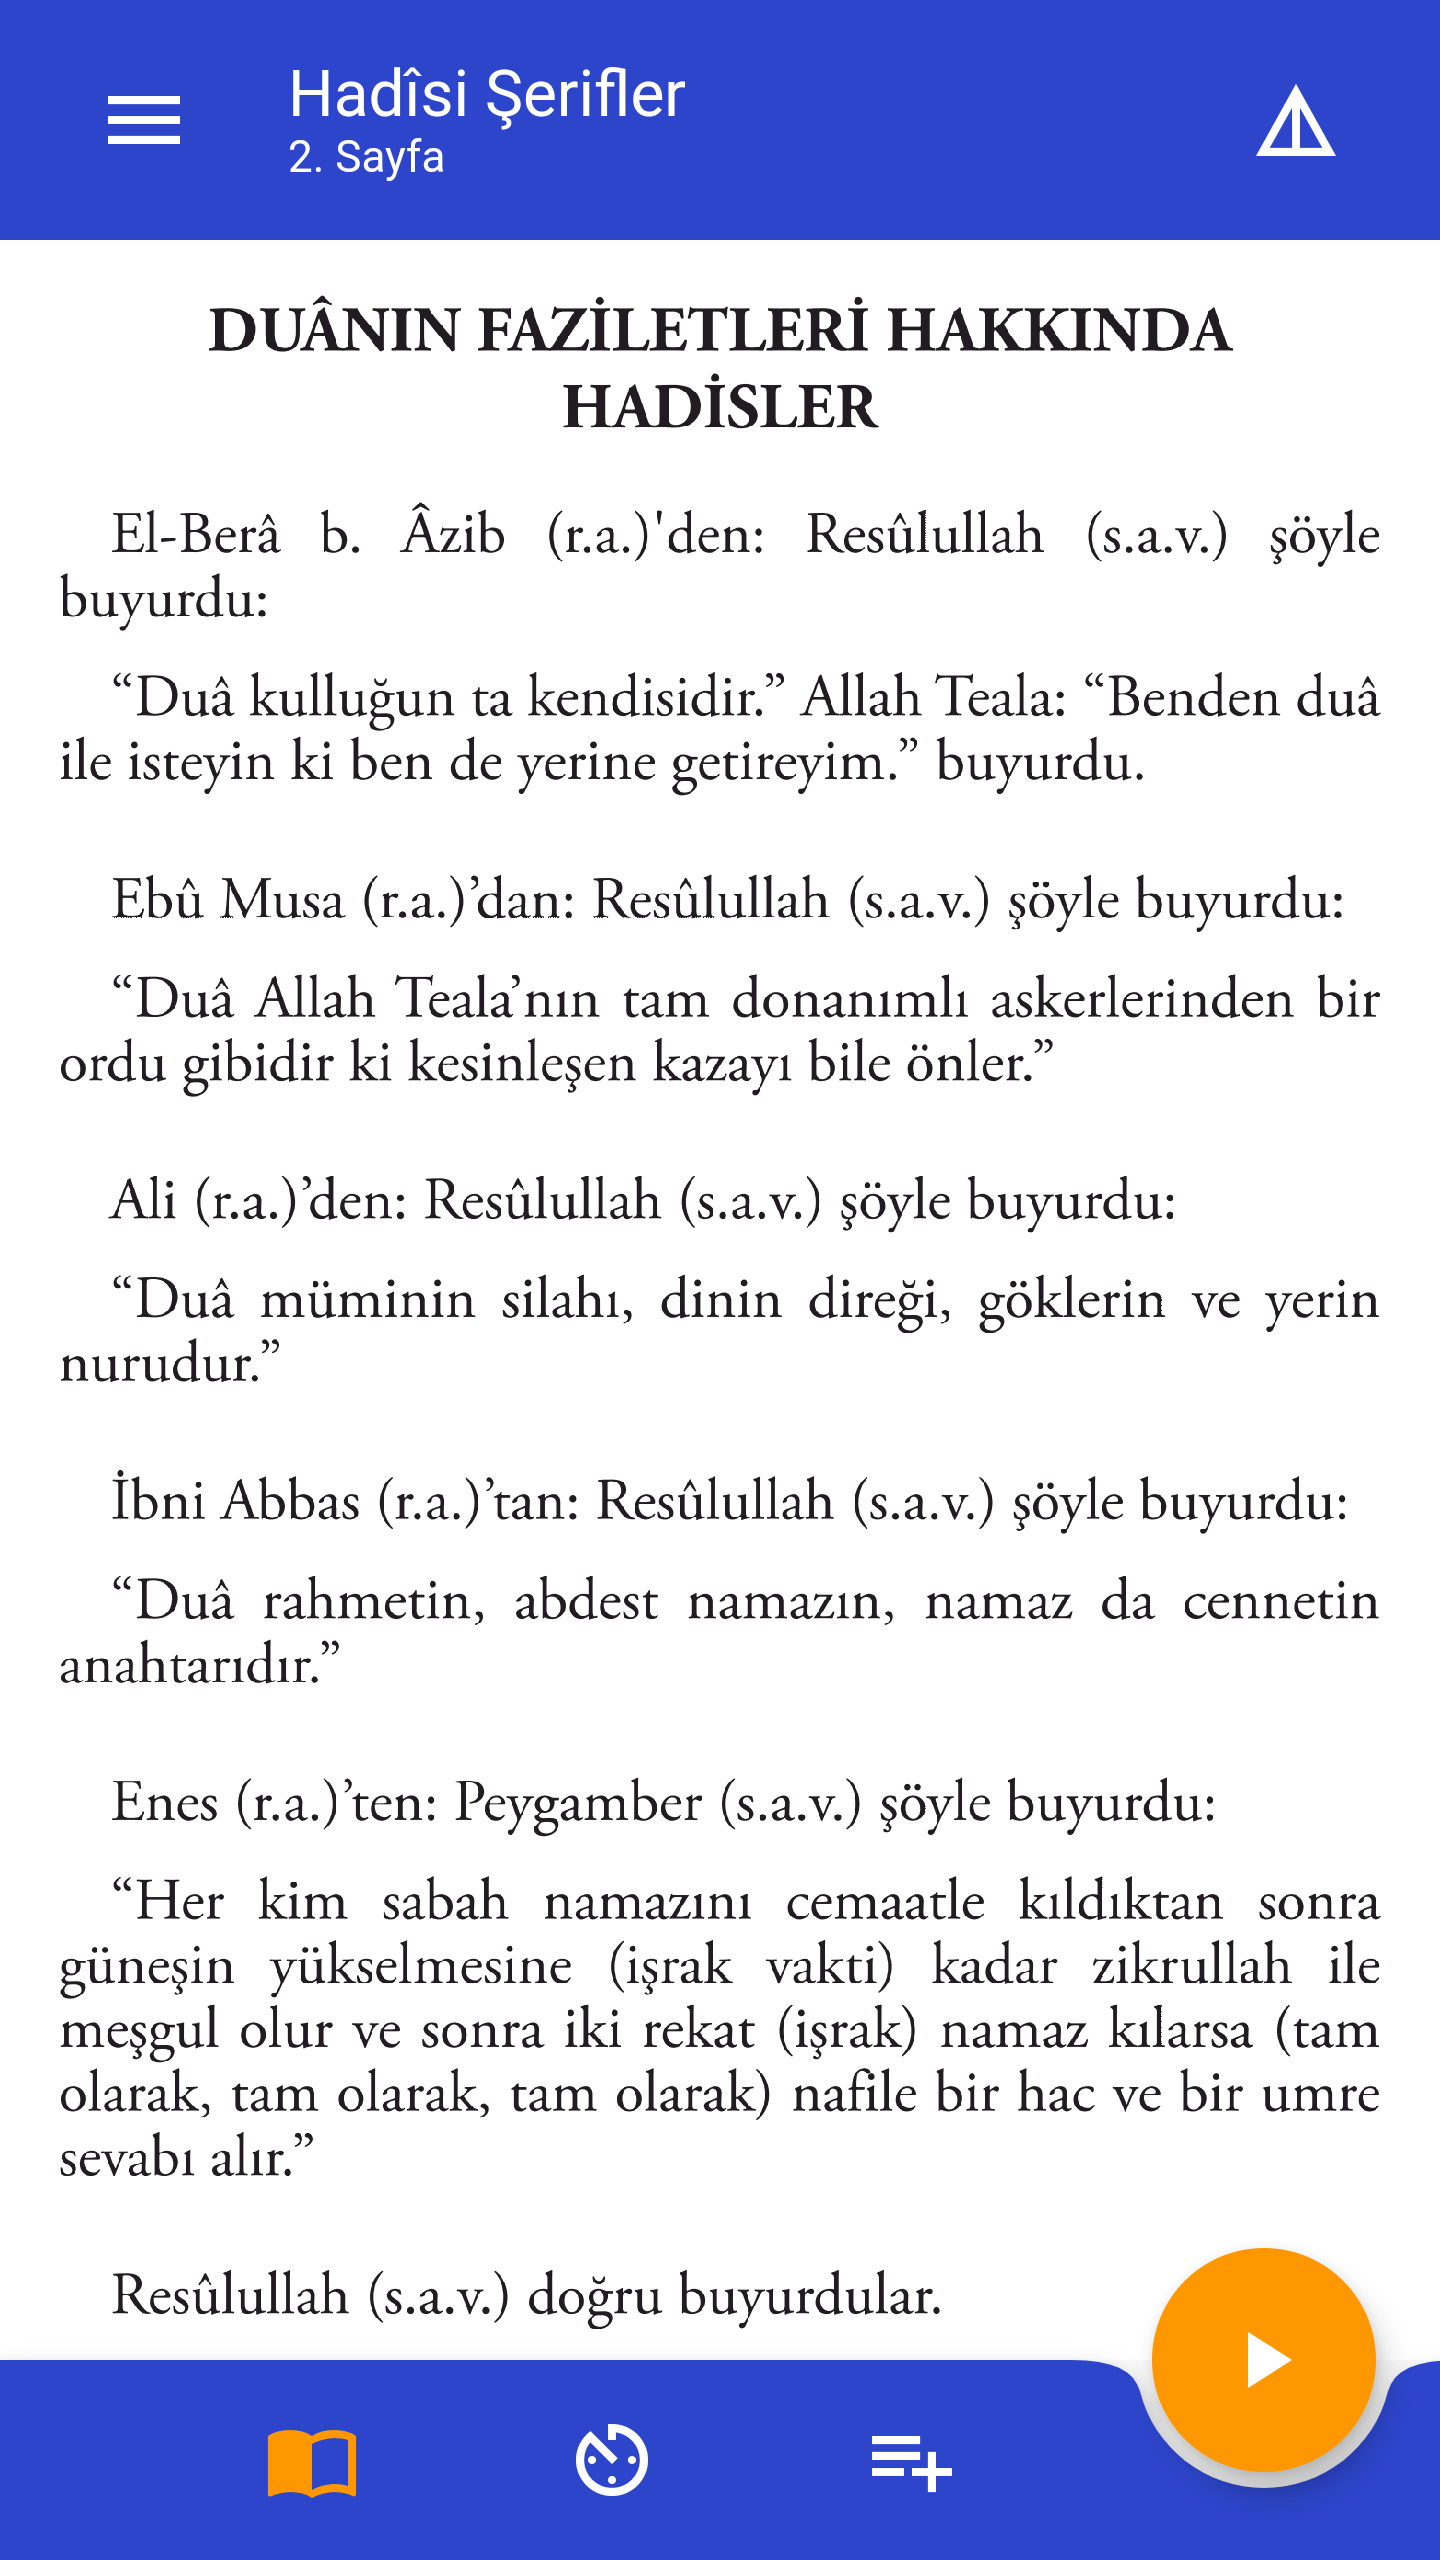 Hadîsi Şerifler
2. Sayfa
DUÂNIN FAZİLETLERİ HAKKINDA
HADİSLER
El-Berâ b. Âzib (r.a.)'den: Resûlullah (s.a.v.) şöyle
buyurdu:
“Duâ kulluğun ta kendisidir.” Allah Teala: “Benden duâ
ile isteyin ki ben de yerine getireyim.” buyurdu.
Ebû Musa (r.a.)’dan: Resûlullah (s.a.v.) şöyle buyurdu:
“Duâ Allah Teala’nın tam donanımlı askerlerinden bir
ordu gibidir ki kesinleşen kazayı bile önler.”
Ali (r.a.)’den: Resûlullah (s.a.v.) şöyle buyurdu:
“Duâ müminin silahı, dinin direği, göklerin ve yerin
nurudur.”
İbni Abbas (r.a.)’tan: Resûlullah (s.a.v.) şöyle buyurdu:
“Duâ rahmetin, abdest namazın, namaz da cennetin
anahtarıdır.”
Enes (r.a.)’ten: Peygamber (s.a.v.) şöyle buyurdu:
“Her kim sabah namazını cemaatle kıldıktan sonra
güneşin yükselmesine (işrak vakti) kadar zikrullah ile
meşgul olur ve sonra iki rekat (işrak) namaz kılarsa (tam
olarak, tam olarak, tam olarak) nafile bir hac ve bir umre
sevabı alır.”
Resûlullah (s.a.v.) doğru buyurdular.